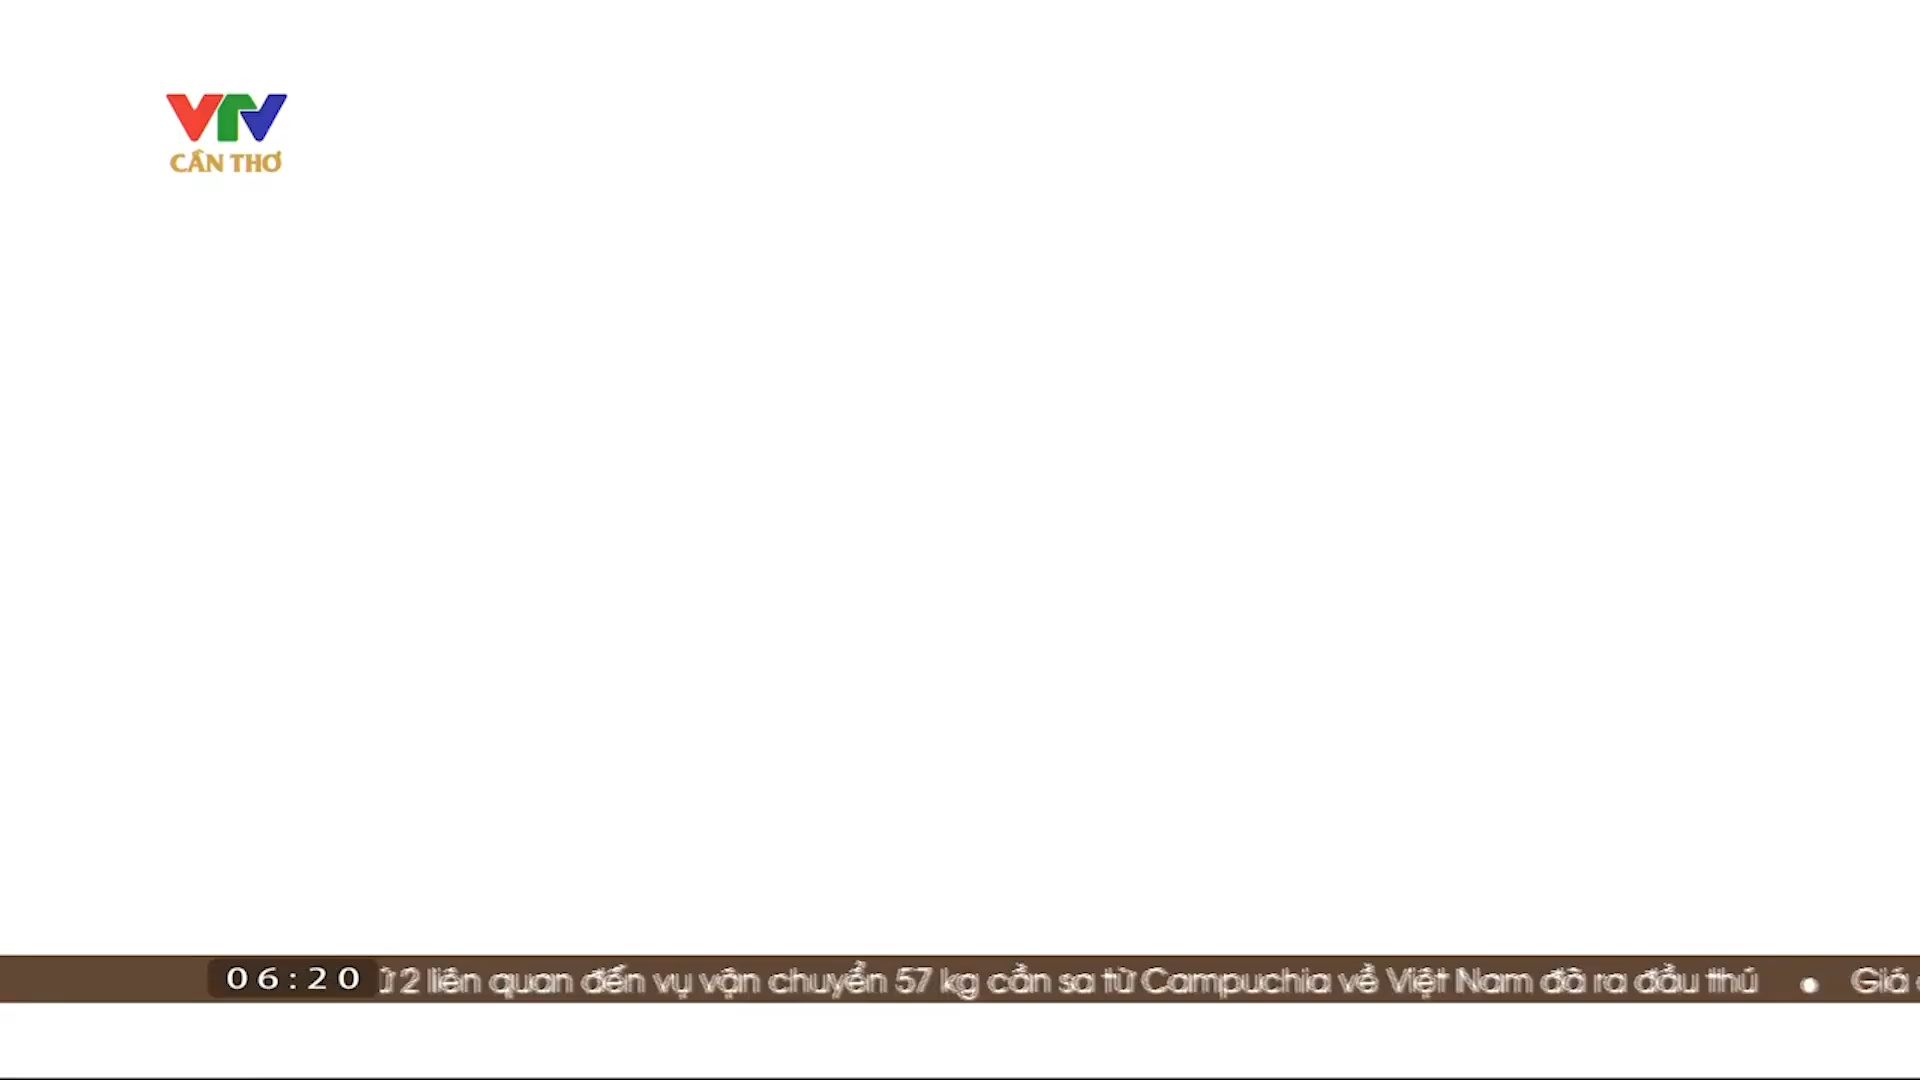 VTV
CẦN THƠ
06:20 2 liên quan đến vụ vận chuyển 57 kg cần sa từ Campuchia về Việt Nam đã ra đầu thú • Giá